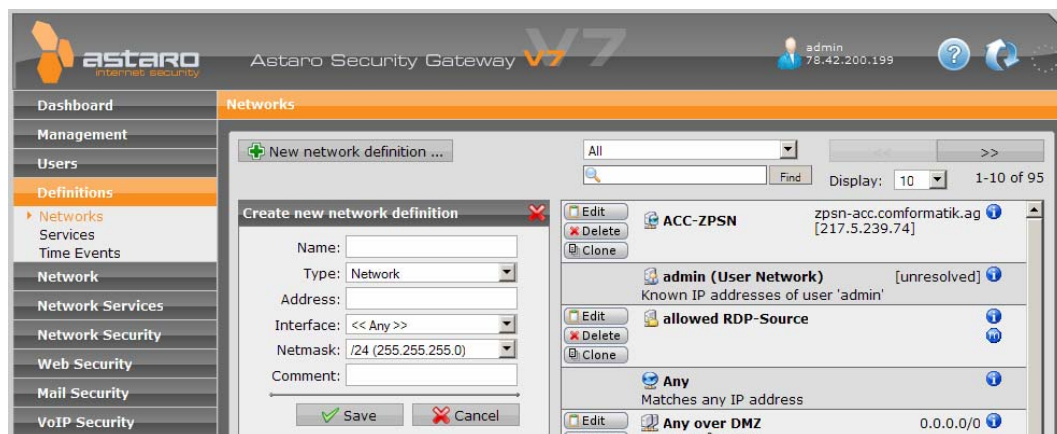 astaro
internet security
Astaro Security Gateway V7
admin
78.42.200.199
Dashboard
Management
Users
Definitions
Networks
Services
Time Events
Network
Network Services
Network Security
Web Security
Mail Security
VoIP Security
Networks
New network definition ...
All
Find
<<
>>
Display: 10
1-10 of 95
Create new network definition
Name:
Type: Network
Address:
Interface: << Any >>
Netmask: /24 (255.255.255.0)
Comment:
Save
Cancel
Edit
Delete
Clone
ACC-ZPSN
zpsn-acc.comformatik.ag
[217.5.239.74]
admin (User Network)
[unresolved]
Known IP addresses of user 'admin'
Edit
Delete
Clone
allowed RDP-Source
Any
Matches any IP address
Edit
Any over DMZ
0.0.0.0/0